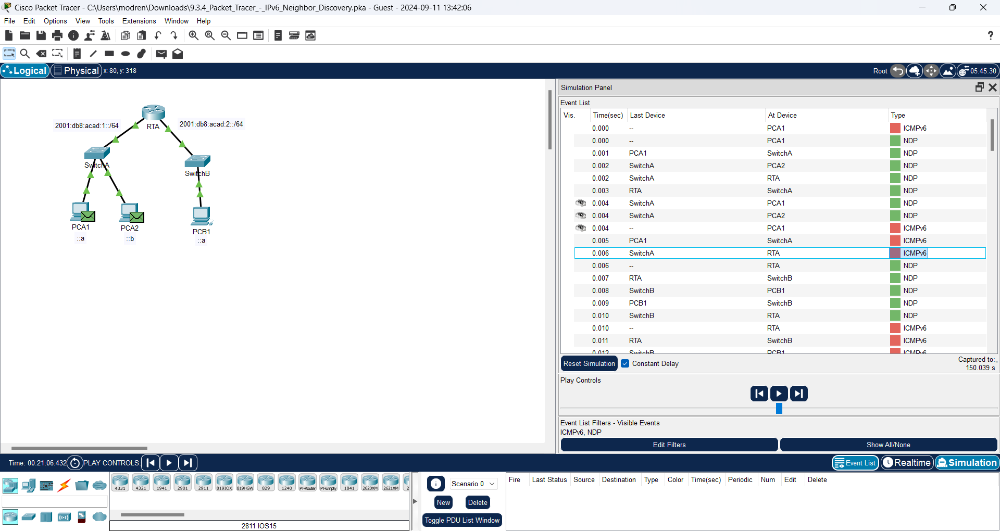 Cisco Packet Tracer - C:\Users\modren\Downloads\9.3.4_Packet_Tracer_-_IPv6_Neighbor_Discovery.pka - Guest - 2024-09-11 13:42:06
File Edit Options View Tools Extensions Window Help
Logical Physical x: 80, y: 318 Root 05:45:30
2001:db8:acad:1::/64
2001:db8:acad:2::/64
RTA
SwitchA
SwitchB
PCA1
PCA2
PCB1
::a
::b
::a
Simulation Panel
Event List
Vis. Time(sec) Last Device At Device Type
0.000 -- PCA1 ICMPv6
0.000 -- PCA1 NDP
0.001 PCA1 SwitchA NDP
0.002 SwitchA PCA2 NDP
0.002 SwitchA RTA NDP
0.003 RTA SwitchA NDP
0.004 SwitchA PCA1 NDP
0.004 SwitchA PCA2 NDP
0.004 -- PCA1 ICMPv6
0.005 PCA1 SwitchA ICMPv6
0.006 SwitchA RTA ICMPv6
0.006 -- RTA NDP
0.007 RTA SwitchB NDP
0.008 SwitchB PCB1 NDP
0.009 PCB1 SwitchB NDP
0.010 SwitchB RTA NDP
0.010 -- RTA ICMPv6
0.011 RTA SwitchB ICMPv6
0.012 SwitchB PCB1 ICMPv6
Reset Simulation Constant Delay Captured to:
150.039 s
Play Controls
Event List Filters - Visible Events
ICMPv6, NDP
Edit Filters Show All/None
Time: 00:21:06.432 PLAY CONTROLS: Event List Realtime Simulation
4331 4321 1941 2901 2911 819IOX 819HGW 829 1240 PT-Router PT-Empty 1841 2620XM 2621XM 2
2811 IOS15
Scenario 0
New Delete
Toggle PDU List Window
Fire Last Status Source Destination Type Color Time(sec) Periodic Num Edit Delete